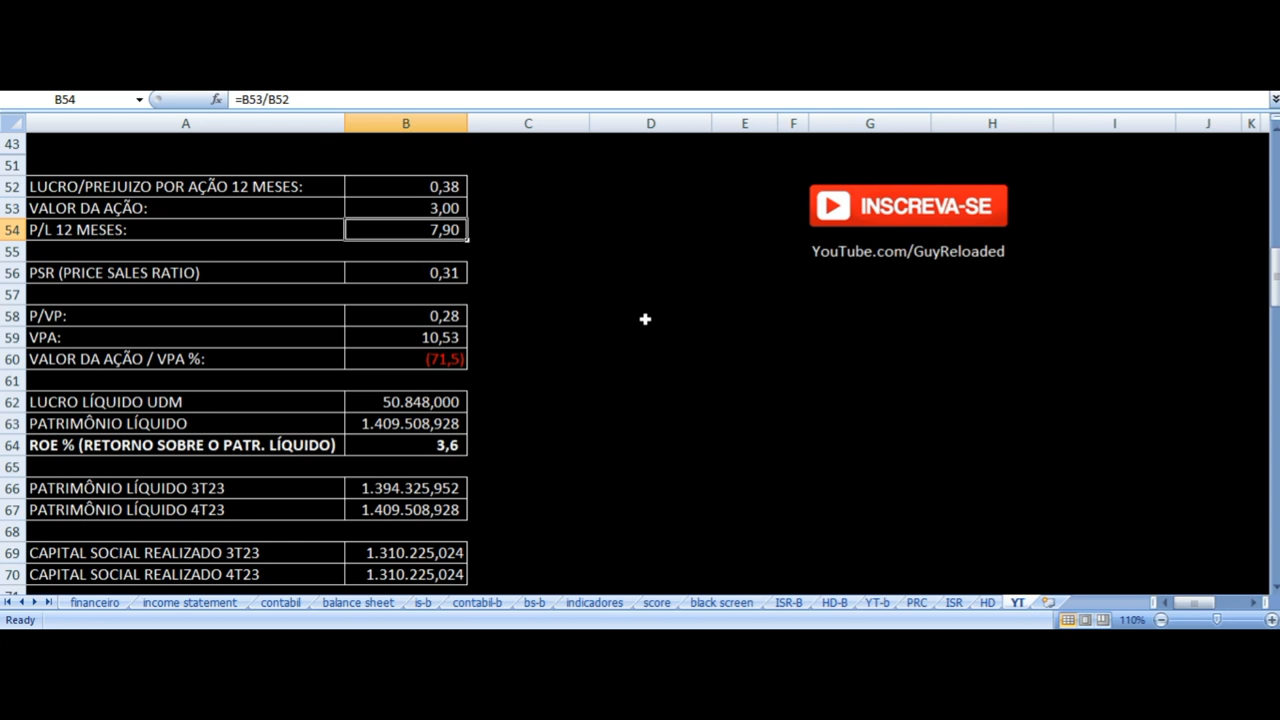 B54 fx =B53/B52
A B C D E F G H I J K
43
51
52 LUCRO/PREJUIZO POR AÇÃO 12 MESES: 0,38
53 VALOR DA AÇÃO: 3,00
INSCREVA-SE
54 P/L 12 MESES: 7,90
55
YouTube.com/GuyReloaded
56 PSR (PRICE SALES RATIO) 0,31
57
58 P/VP: 0,28
59 VPA: 10,53
60 VALOR DA AÇÃO / VPA %: (71,5)
61
62 LUCRO LÍQUIDO UDM 50.848,000
63 PATRIMÔNIO LÍQUIDO 1.409.508,928
64 ROE % (RETORNO SOBRE O PATR. LÍQUIDO) 3,6
65
66 PATRIMÔNIO LÍQUIDO 3T23 1.394.325,952
67 PATRIMÔNIO LÍQUIDO 4T23 1.409.508,928
68
69 CAPITAL SOCIAL REALIZADO 3T23 1.310.225,024
70 CAPITAL SOCIAL REALIZADO 4T23 1.310.225,024
financeiro income statement contabil balance sheet is-b contabil-b bs-b indicadores score black screen ISR-B HD-B YT-b PRC ISR HD YT
Ready 110%